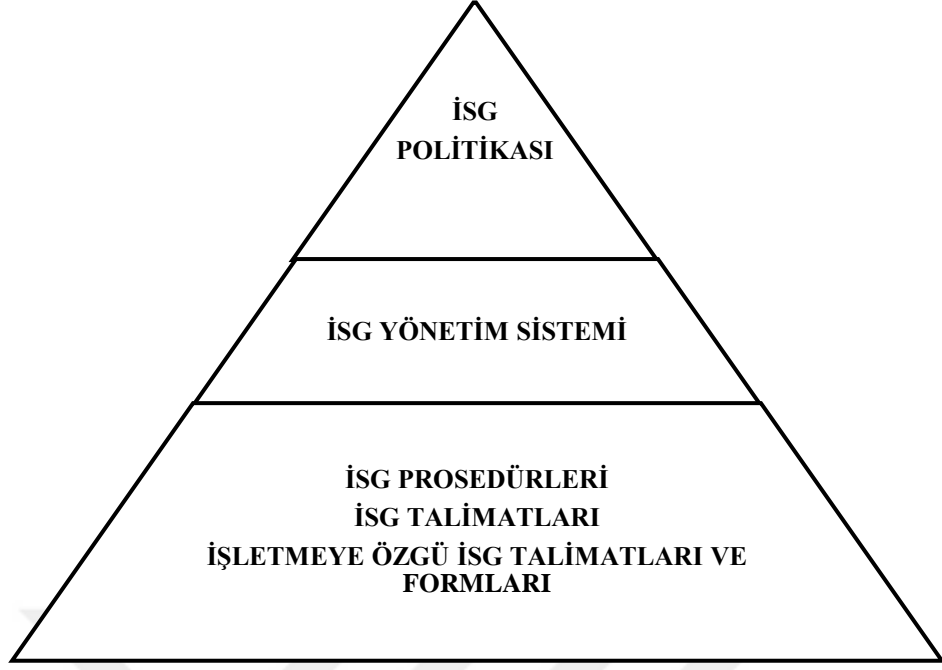 İSG
POLİTİKASI
İSG YÖNETİM SİSTEMİ
İSG PROSEDÜRLERİ
İSG TALİMATLARI
İŞLETMEYE ÖZGÜ İSG TALİMATLARI VE
FORMLARI